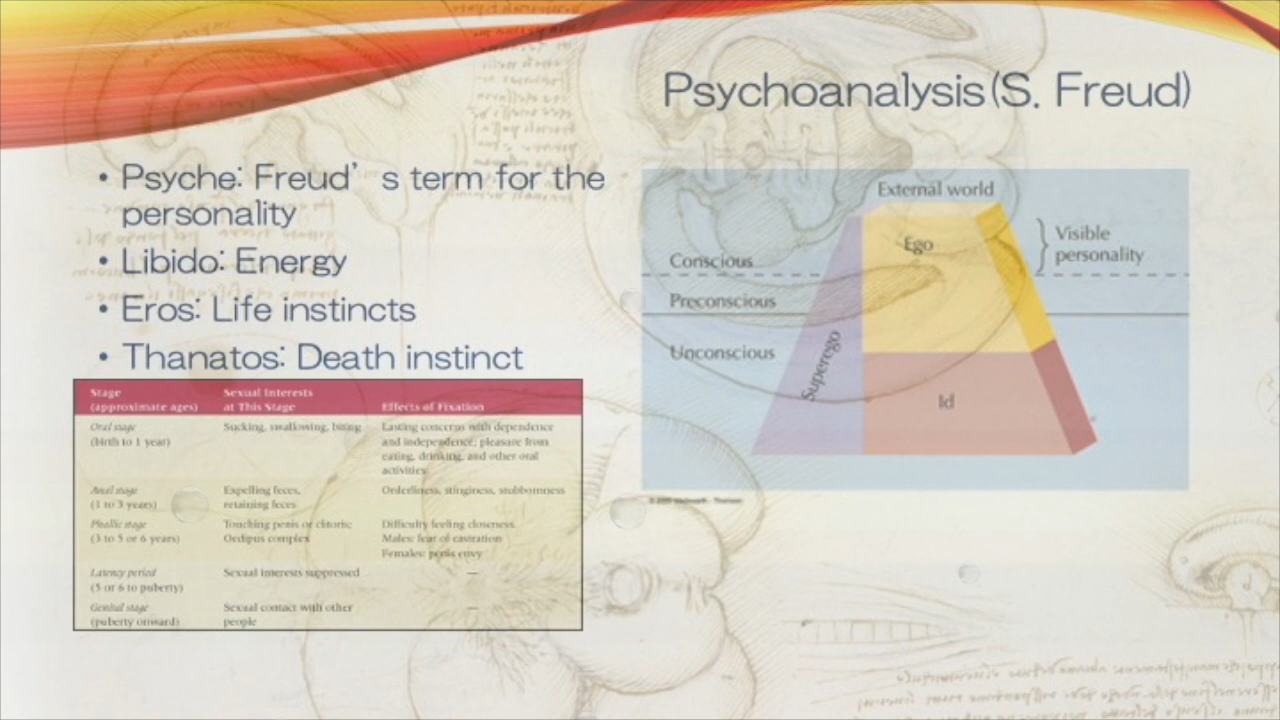 Psychoanalysis(S. Freud)
• Psyche: Freud’ s term for the
personality
• Libido: Energy
• Eros: Life instincts
• Thanatos: Death instinct
Stage
(approximate ages)
Sexual Interests
at This Stage
Effects of Fixation
Oral stage
(birth to 1 year)
Sucking, swallowing, biting
Lasting concerns with dependence
and independence; pleasure from
eating, drinking, and other oral
activities
Anal stage
(1 to 3 years)
Expelling feces,
retaining feces
Orderliness, stinginess, stubbornness
Phallic stage
(3 to 5 or 6 years)
Touching penis or clitoris;
Oedipus complex
Difficulty feeling closeness.
Males: fear of castration
Females: penis envy
Latency period
(5 or 6 to puberty)
Sexual interests suppressed
—
Genital stage
(puberty onward)
Sexual contact with other
people
—
External world
Ego
Visible
personality
Conscious
Preconscious
Unconscious
Superego
Id